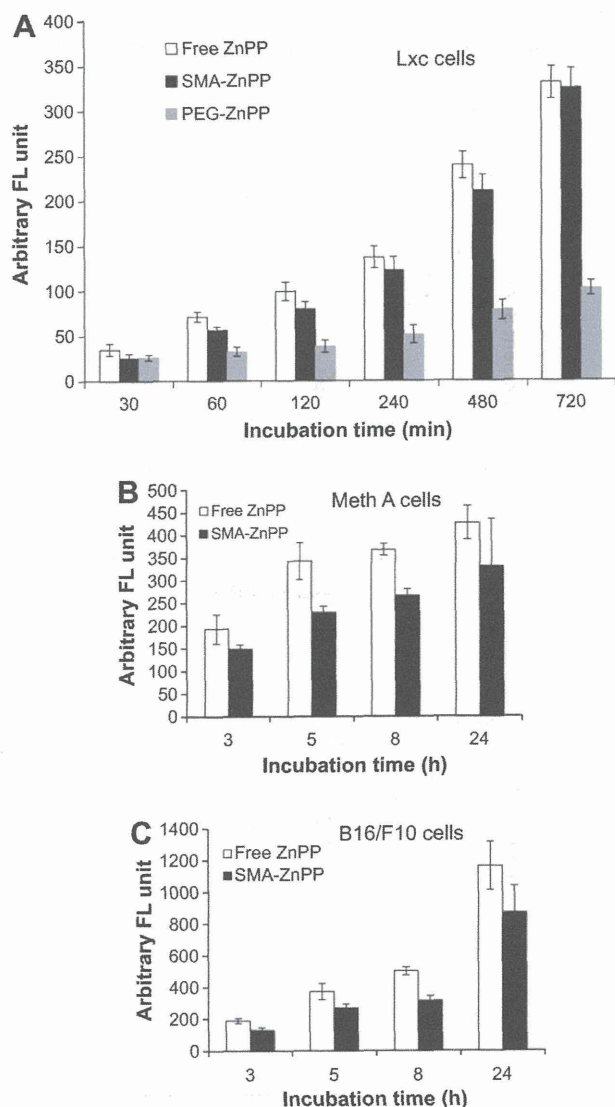 A
400
350
300
250
200
150
100
50
0
Arbitrary FL unit
Free ZnPP
SMA-ZnPP
PEG-ZnPP
Lxc cells
30 60 120 240 480 720
Incubation time (min)
B
500
450
400
350
300
250
200
150
100
50
0
Arbitrary FL unit
Free ZnPP
SMA-ZnPP
Meth A cells
3 5 8 24
Incubation time (h)
C
1400
1200
1000
800
600
400
200
0
Arbitrary FL unit
Free ZnPP
SMA-ZnPP
B16/F10 cells
3 5 8 24
Incubation time (h)